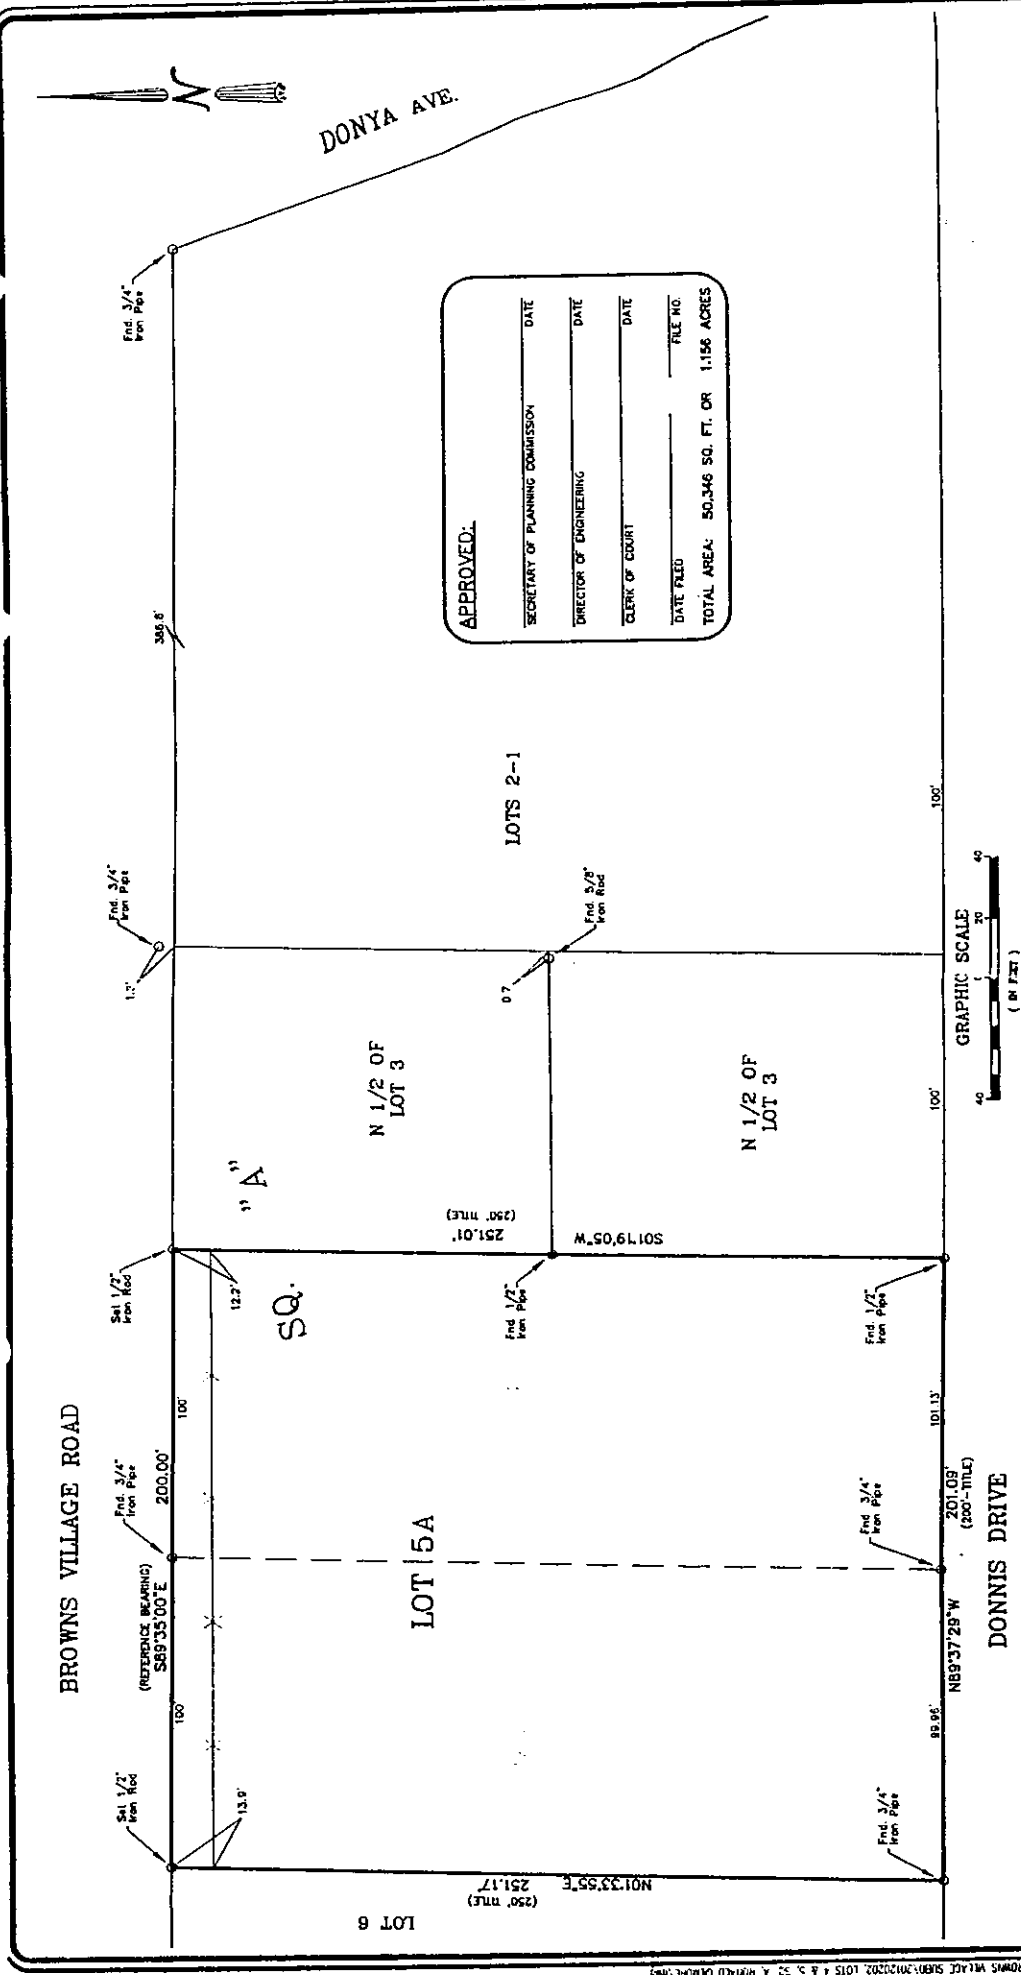 BROWNS VILLAGE ROAD
DONYA AVE.
Set 1/2"
Iron Rod
(REFERENCE BEARING)
S89°35'00"E
200.00'
100'
100'
Fnd. 3/4"
Iron Pipe
Set 1/2"
Iron Rod
Fnd. 3/4"
Iron Pipe
386.6'
Fnd. 3/4"
Iron Pipe
13.9'
12.2'
SQ. "A"
LOT 6
(250' TITLE)
251.17'
N01°33'55"E
LOT 5A
Fnd. 1/2"
Iron Pipe
251.01'
(250' TITLE)
S01°19'05"W
N 1/2 OF
LOT 3
0.7
Fnd. 5/8"
Iron Rod
N 1/2 OF
LOT 3
LOTS 2-1
APPROVED:
SECRETARY OF PLANNING COMMISSION DATE
DIRECTOR OF ENGINEERING DATE
CLERK OF COURT DATE
DATE FILED FILE NO.
TOTAL AREA: 50,346 SQ. FT. OR 1.156 ACRES
Fnd. 3/4"
Iron Pipe
Fnd. 3/4"
Iron Pipe
Fnd. 1/2"
Iron Pipe
99.96'
101.13'
100'
100'
N89°37'29"W
201.09'
(200'-TITLE)
DONNIS DRIVE
GRAPHIC SCALE
40 20 40
( IN FEET )